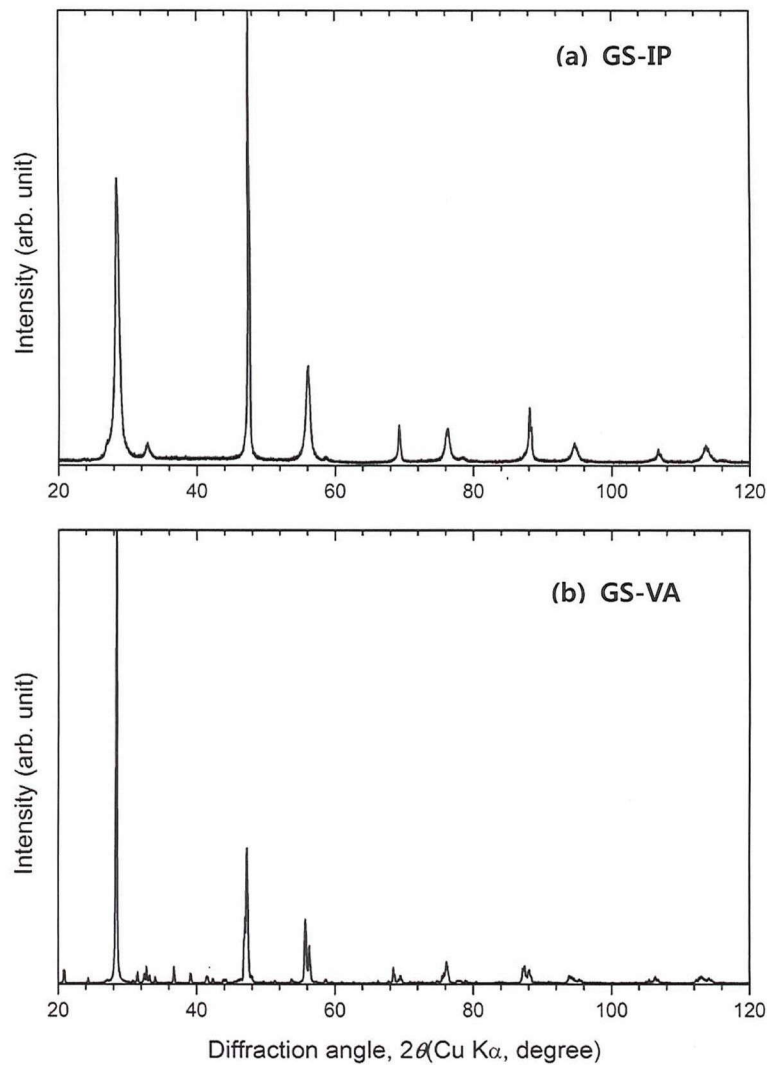 (a) GS-IP
Intensity (arb. unit)
20 40 60 80 100 120
(b) GS-VA
Intensity (arb. unit)
20 40 60 80 100 120
Diffraction angle, 2θ(Cu Kα, degree)